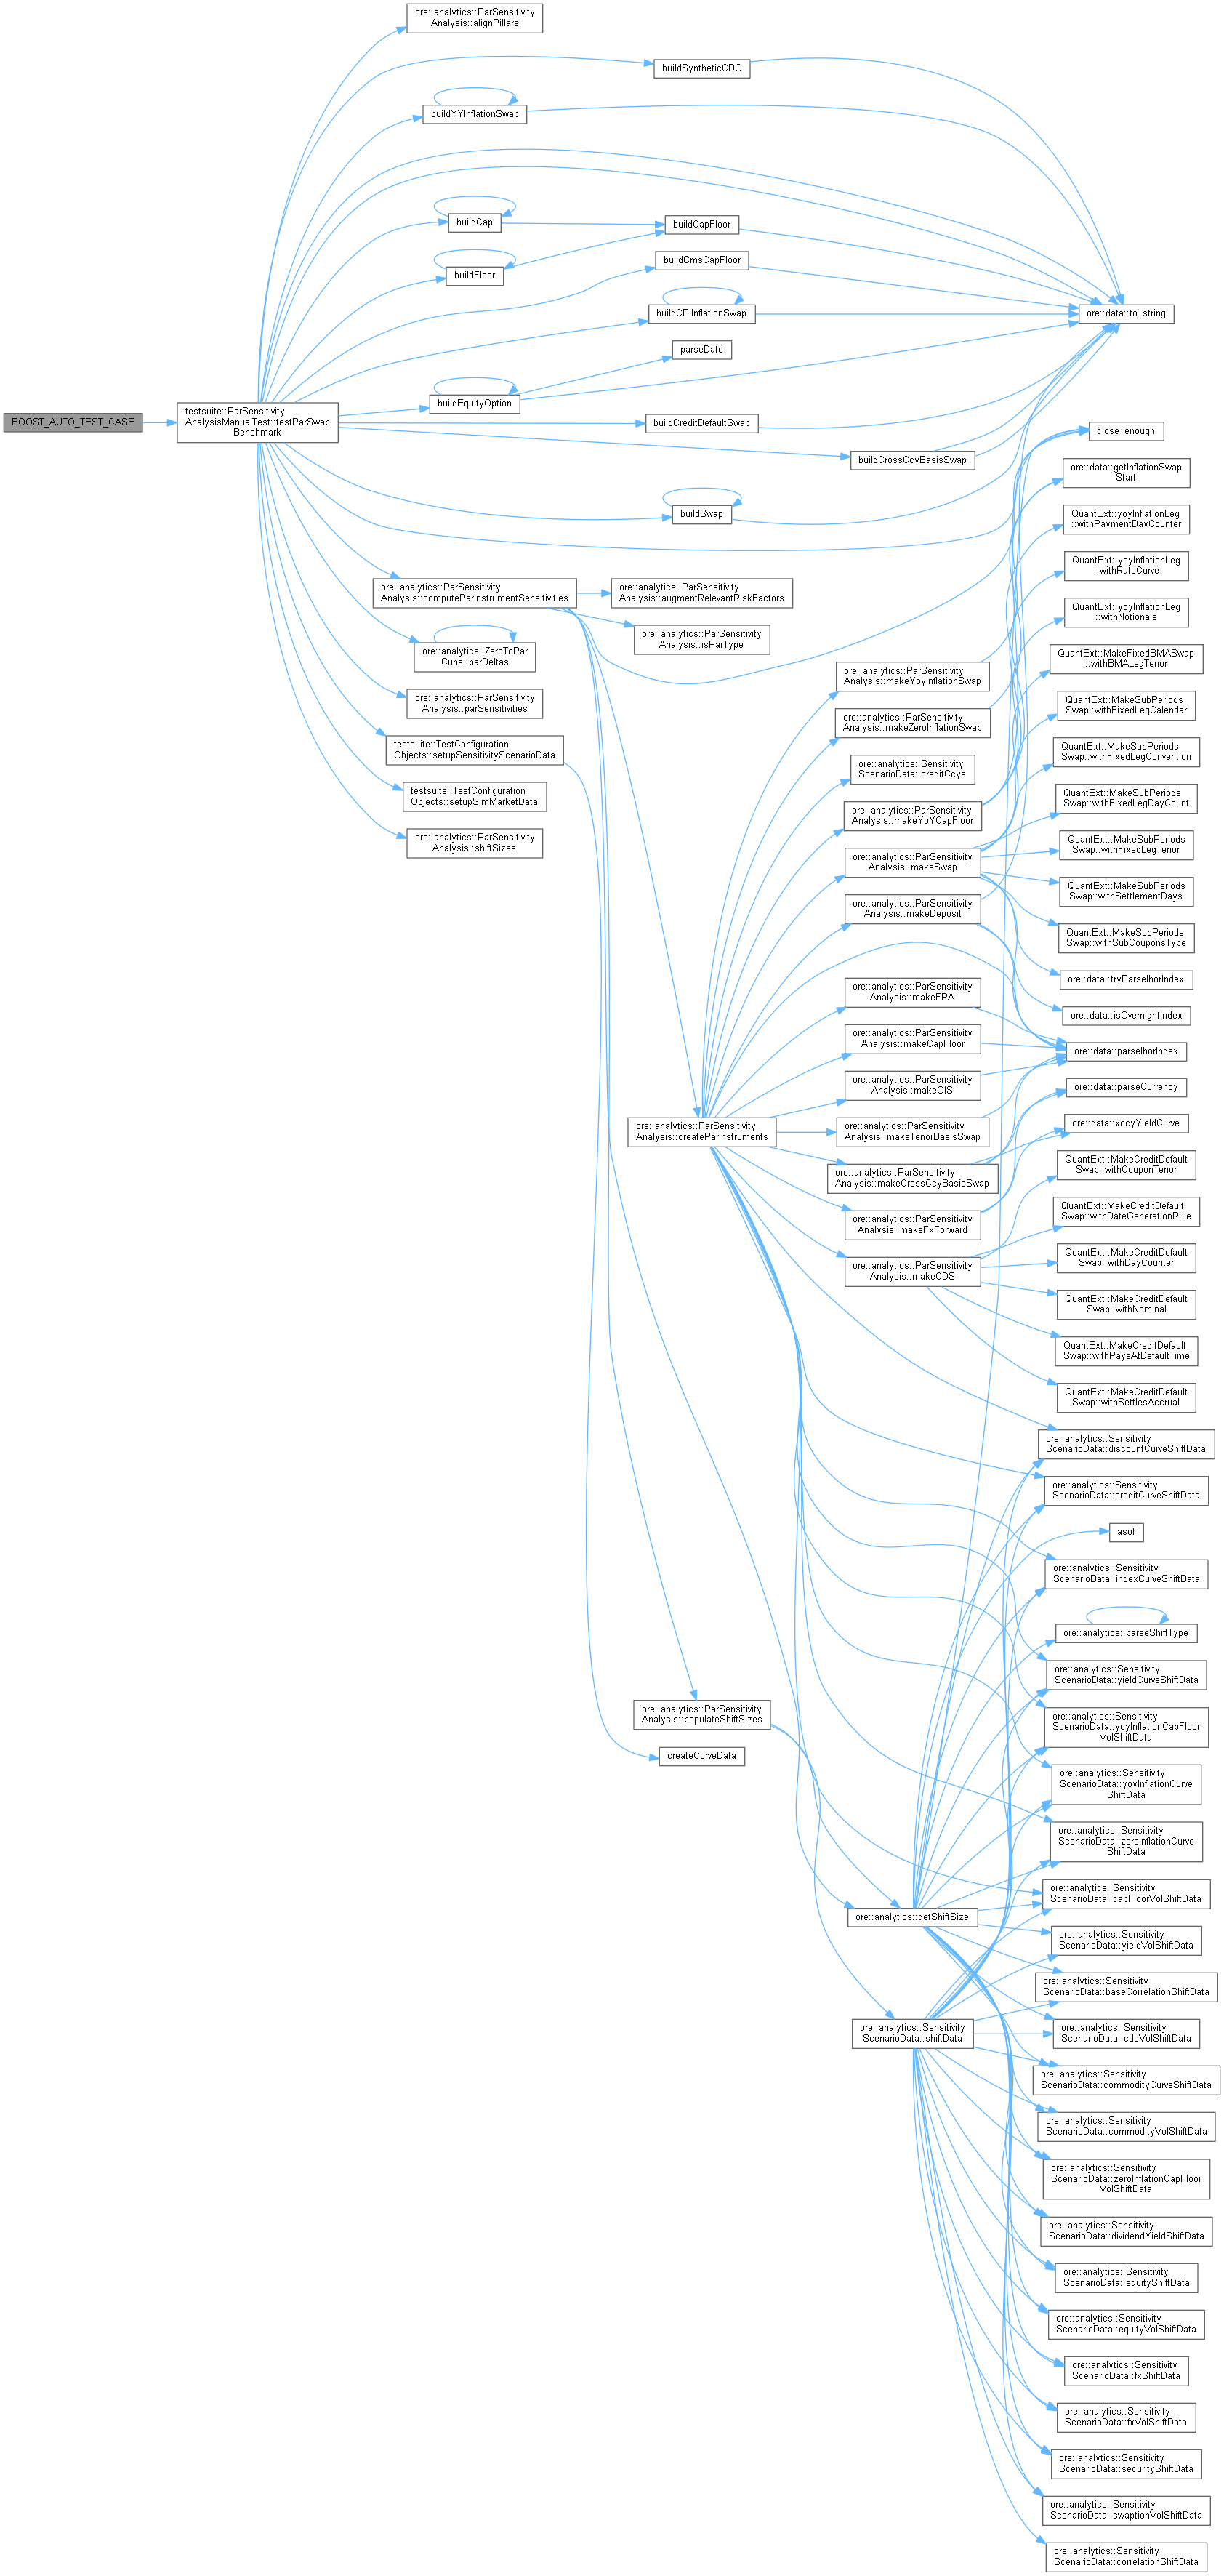 ore::analytics::ParSensitivity
Analysis::alignPillars
buildSyntheticCDO
buildYYInflationSwap
buildCap
buildCapFloor
buildCmsCapFloor
buildFloor
buildCPIInflationSwap
ore::data::to_string
parseDate
buildEquityOption
BOOST_AUTO_TEST_CASE
testsuite::ParSensitivity
AnalysisManualTest::testParSwap
Benchmark
buildCreditDefaultSwap
close_enough
buildCrossCcyBasisSwap
ore::data::getInflationSwap
Start
buildSwap
QuantExt::yoyInflationLeg
::withPaymentDayCounter
QuantExt::yoyInflationLeg
::withRateCurve
ore::analytics::ParSensitivity
Analysis::computeParInstrumentSensitivities
ore::analytics::ParSensitivity
Analysis::augmentRelevantRiskFactors
QuantExt::yoyInflationLeg
::withNotionals
ore::analytics::ParSensitivity
Analysis::isParType
ore::analytics::ZeroToPar
Cube::parDeltas
QuantExt::MakeFixedBMASwap
::withBMALegTenor
ore::analytics::ParSensitivity
Analysis::makeYoyInflationSwap
ore::analytics::ParSensitivity
Analysis::parSensitivities
QuantExt::MakeSubPeriods
Swap::withFixedLegCalendar
ore::analytics::ParSensitivity
Analysis::makeZeroInflationSwap
testsuite::TestConfiguration
Objects::setupSensitivityScenarioData
QuantExt::MakeSubPeriods
Swap::withFixedLegConvention
ore::analytics::Sensitivity
ScenarioData::creditCcys
testsuite::TestConfiguration
Objects::setupSimMarketData
QuantExt::MakeSubPeriods
Swap::withFixedLegDayCount
ore::analytics::ParSensitivity
Analysis::makeYoYCapFloor
ore::analytics::ParSensitivity
Analysis::shiftSizes
QuantExt::MakeSubPeriods
Swap::withFixedLegTenor
ore::analytics::ParSensitivity
Analysis::makeSwap
QuantExt::MakeSubPeriods
Swap::withSettlementDays
ore::analytics::ParSensitivity
Analysis::makeDeposit
QuantExt::MakeSubPeriods
Swap::withSubCouponsType
ore::data::tryParseIborIndex
ore::analytics::ParSensitivity
Analysis::makeFRA
ore::data::isOvernightIndex
ore::analytics::ParSensitivity
Analysis::makeCapFloor
ore::data::parseIborIndex
ore::analytics::ParSensitivity
Analysis::makeOIS
ore::data::parseCurrency
ore::data::xccyYieldCurve
ore::analytics::ParSensitivity
Analysis::createParInstruments
ore::analytics::ParSensitivity
Analysis::makeTenorBasisSwap
QuantExt::MakeCreditDefault
Swap::withCouponTenor
ore::analytics::ParSensitivity
Analysis::makeCrossCcyBasisSwap
QuantExt::MakeCreditDefault
Swap::withDateGenerationRule
ore::analytics::ParSensitivity
Analysis::makeFxForward
QuantExt::MakeCreditDefault
Swap::withDayCounter
ore::analytics::ParSensitivity
Analysis::makeCDS
QuantExt::MakeCreditDefault
Swap::withNominal
QuantExt::MakeCreditDefault
Swap::withPaysAtDefaultTime
QuantExt::MakeCreditDefault
Swap::withSettlesAccrual
ore::analytics::Sensitivity
ScenarioData::discountCurveShiftData
ore::analytics::Sensitivity
ScenarioData::creditCurveShiftData
asof
ore::analytics::Sensitivity
ScenarioData::indexCurveShiftData
ore::analytics::parseShiftType
ore::analytics::Sensitivity
ScenarioData::yieldCurveShiftData
ore::analytics::ParSensitivity
Analysis::populateShiftSizes
ore::analytics::Sensitivity
ScenarioData::yoyInflationCapFloor
VolShiftData
createCurveData
ore::analytics::Sensitivity
ScenarioData::yoyInflationCurve
ShiftData
ore::analytics::Sensitivity
ScenarioData::zeroInflationCurve
ShiftData
ore::analytics::Sensitivity
ScenarioData::capFloorVolShiftData
ore::analytics::getShiftSize
ore::analytics::Sensitivity
ScenarioData::yieldVolShiftData
ore::analytics::Sensitivity
ScenarioData::baseCorrelationShiftData
ore::analytics::Sensitivity
ScenarioData::shiftData
ore::analytics::Sensitivity
ScenarioData::cdsVolShiftData
ore::analytics::Sensitivity
ScenarioData::commodityCurveShiftData
ore::analytics::Sensitivity
ScenarioData::commodityVolShiftData
ore::analytics::Sensitivity
ScenarioData::zeroInflationCapFloor
VolShiftData
ore::analytics::Sensitivity
ScenarioData::dividendYieldShiftData
ore::analytics::Sensitivity
ScenarioData::equityShiftData
ore::analytics::Sensitivity
ScenarioData::equityVolShiftData
ore::analytics::Sensitivity
ScenarioData::fxShiftData
ore::analytics::Sensitivity
ScenarioData::fxVolShiftData
ore::analytics::Sensitivity
ScenarioData::securityShiftData
ore::analytics::Sensitivity
ScenarioData::swaptionVolShiftData
ore::analytics::Sensitivity
ScenarioData::correlationShiftData